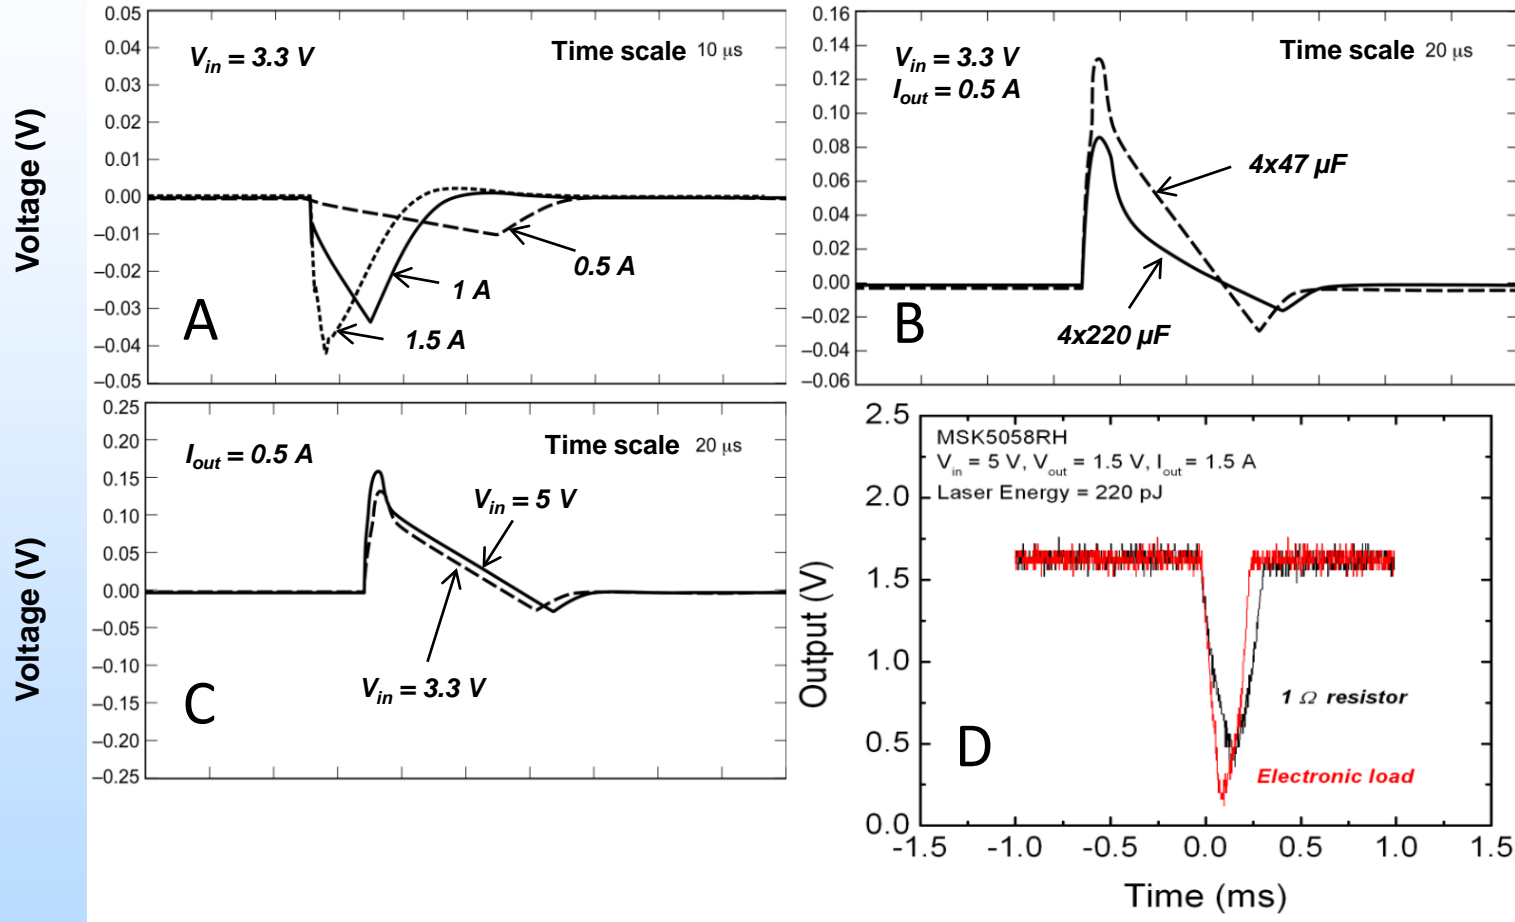 Voltage (V)
0.05
0.04
0.03
0.02
0.01
0.00
–0.01
–0.02
–0.03
–0.04
–0.05
Vin = 3.3 V
Time scale 10 µs
0.5 A
1 A
1.5 A
A
0.16
0.14
0.12
0.10
0.08
0.06
0.04
0.02
0.00
–0.02
–0.04
–0.06
Vin = 3.3 V
Iout = 0.5 A
Time scale 20 µs
4x47 µF
4x220 µF
B
Voltage (V)
0.25
0.20
0.15
0.10
0.05
0.00
–0.05
–0.10
–0.15
–0.20
–0.25
Iout = 0.5 A
Time scale 20 µs
Vin = 5 V
Vin = 3.3 V
C
Output (V)
2.5
2.0
1.5
1.0
0.5
0.0
MSK5058RH
Vin = 5 V, Vout = 1.5 V, Iout = 1.5 A
Laser Energy = 220 pJ
1 Ω resistor
D
Electronic load
-1.5 -1.0 -0.5 0.0 0.5 1.0 1.5
Time (ms)